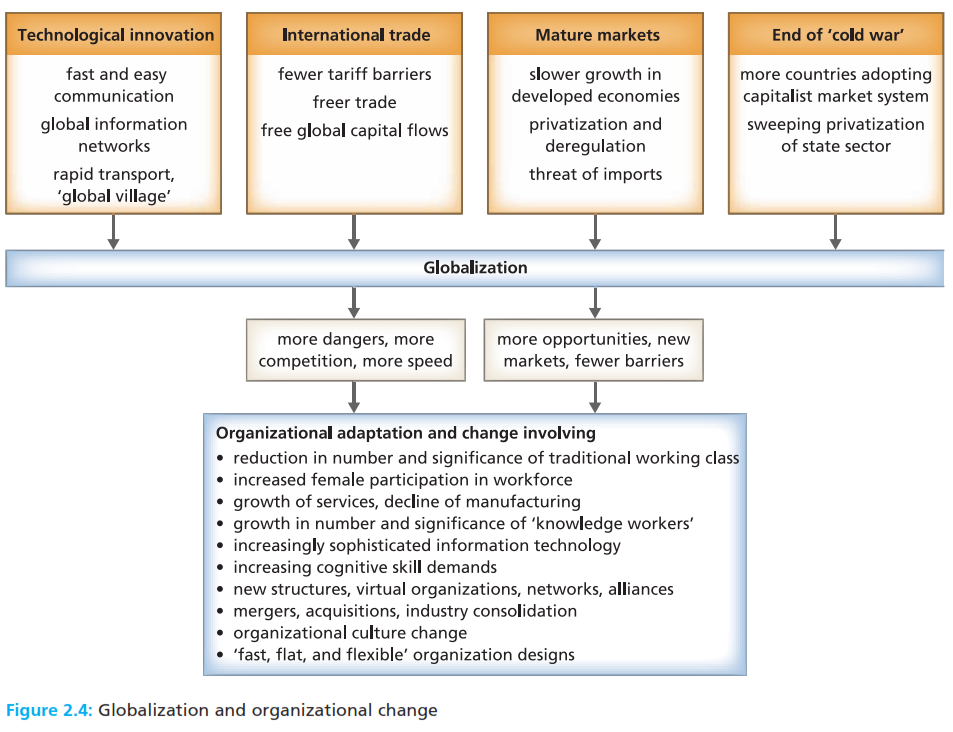 Technological innovation
fast and easy
communication
global information
networks
rapid transport,
‘global village’
International trade
fewer tariff barriers
freer trade
free global capital flows
Mature markets
slower growth in
developed economies
privatization and
deregulation
threat of imports
End of ‘cold war’
more countries adopting
capitalist market system
sweeping privatization
of state sector
Globalization
more dangers, more
competition, more speed
more opportunities, new
markets, fewer barriers
Organizational adaptation and change involving
• reduction in number and significance of traditional working class
• increased female participation in workforce
• growth of services, decline of manufacturing
• growth in number and significance of ‘knowledge workers’
• increasingly sophisticated information technology
• increasing cognitive skill demands
• new structures, virtual organizations, networks, alliances
• mergers, acquisitions, industry consolidation
• organizational culture change
• ‘fast, flat, and flexible’ organization designs
Figure 2.4: Globalization and organizational change